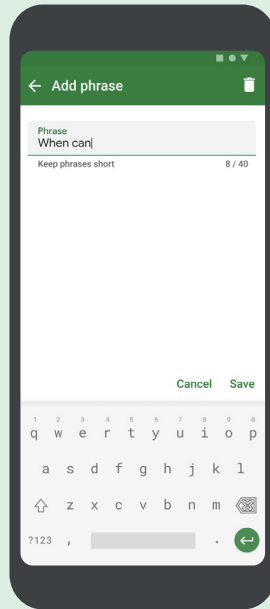 Add phrase
Phrase
When can
Keep phrases short 8 / 40
Cancel Save
1 2 3 4 5 6 7 8 9 8
q w e r t y u i o p
a s d f g h j k l
z x c v b n m
?123 , .